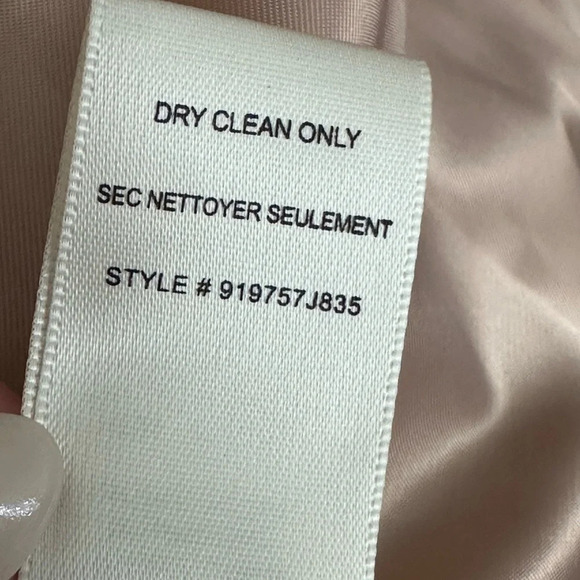 DRY CLEAN ONLY
SEC NETTOYER SEULEMENT
STYLE # 919757J835